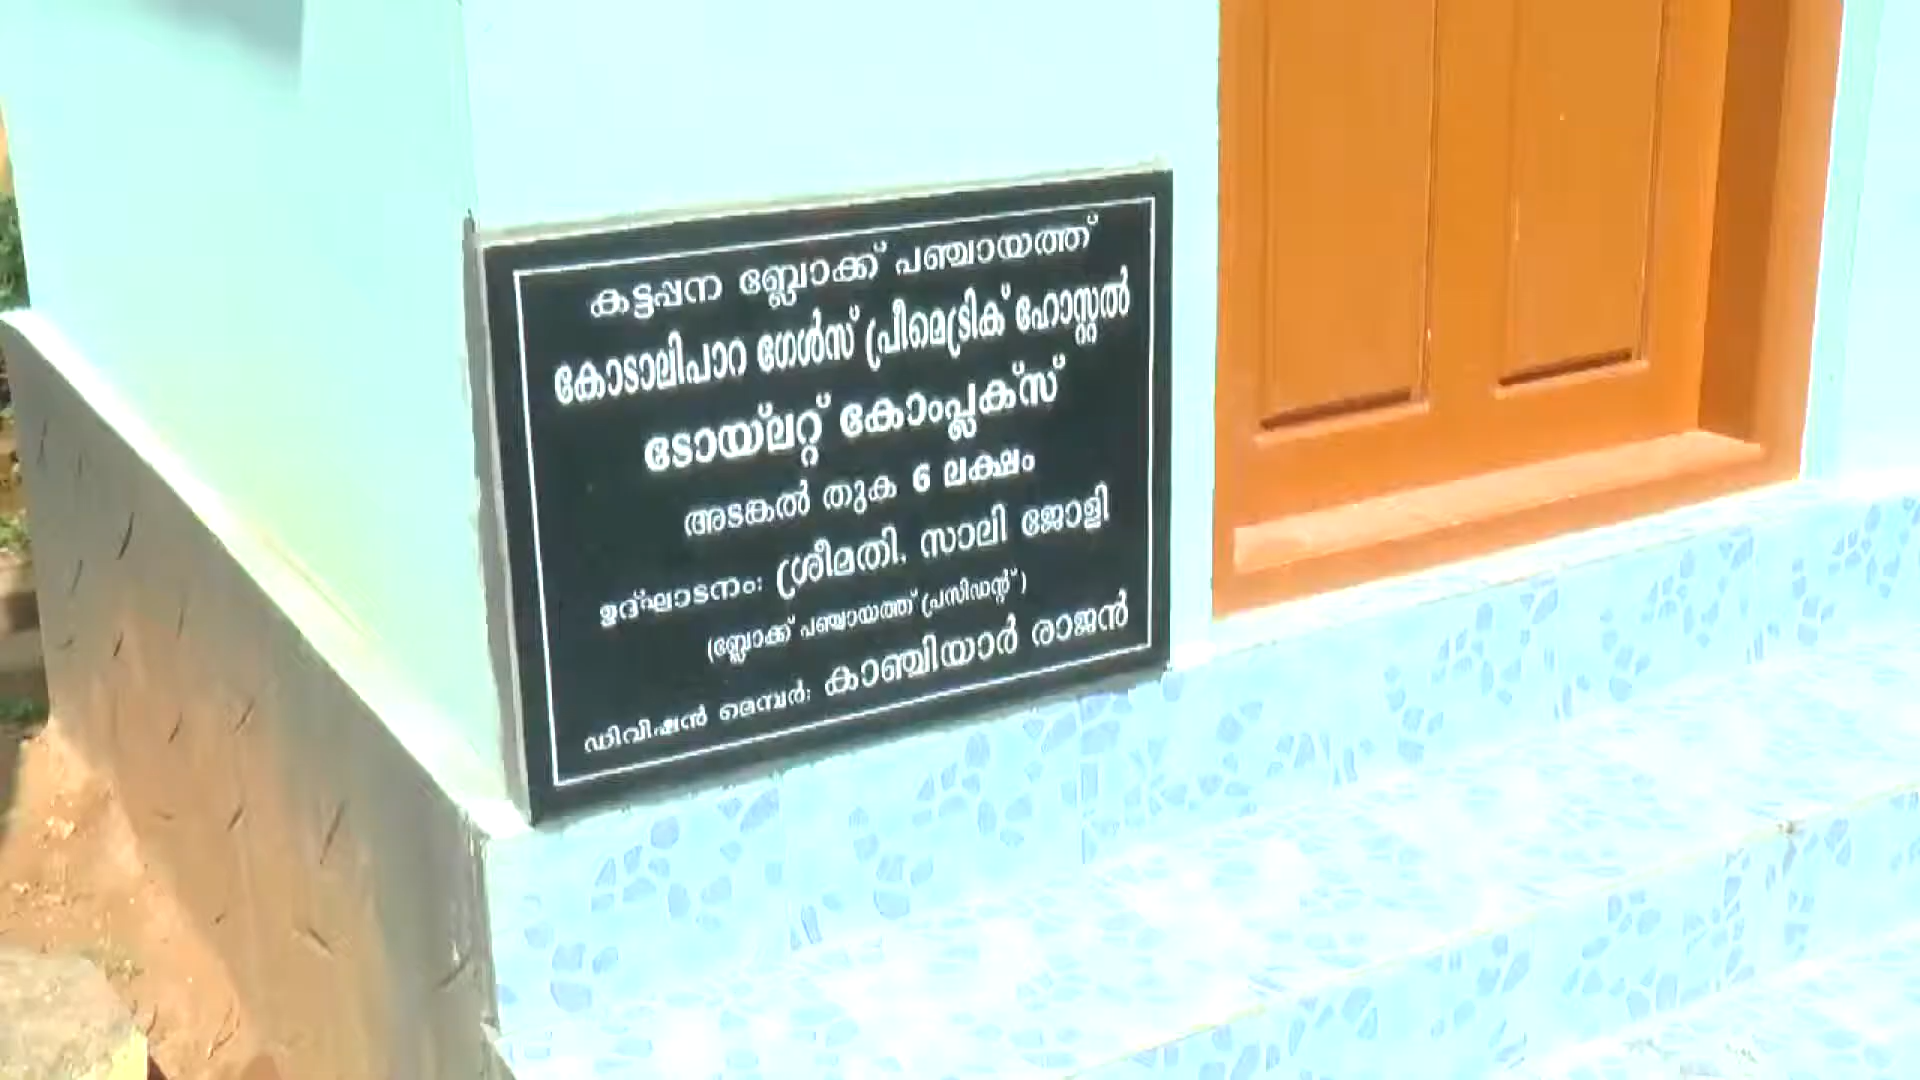 കട്ടപ്പന ബ്ലോക്ക് പഞ്ചായത്ത്
കോടാലിപാറ ഗേൾസ് പ്രീമെട്രിക് ഹോസ്റ്റൽ
ടോയ്‌ലറ്റ് കോംപ്ലക്സ്
അടങ്കൽ തുക 6 ലക്ഷം
ഉദ്ഘാടനം: ശ്രീമതി. സാലി ജോളി
(ബ്ലോക്ക് പഞ്ചായത്ത് പ്രസിഡന്റ്)
ഡിവിഷൻ മെമ്പർ: കാഞ്ചിയാർ രാജൻ